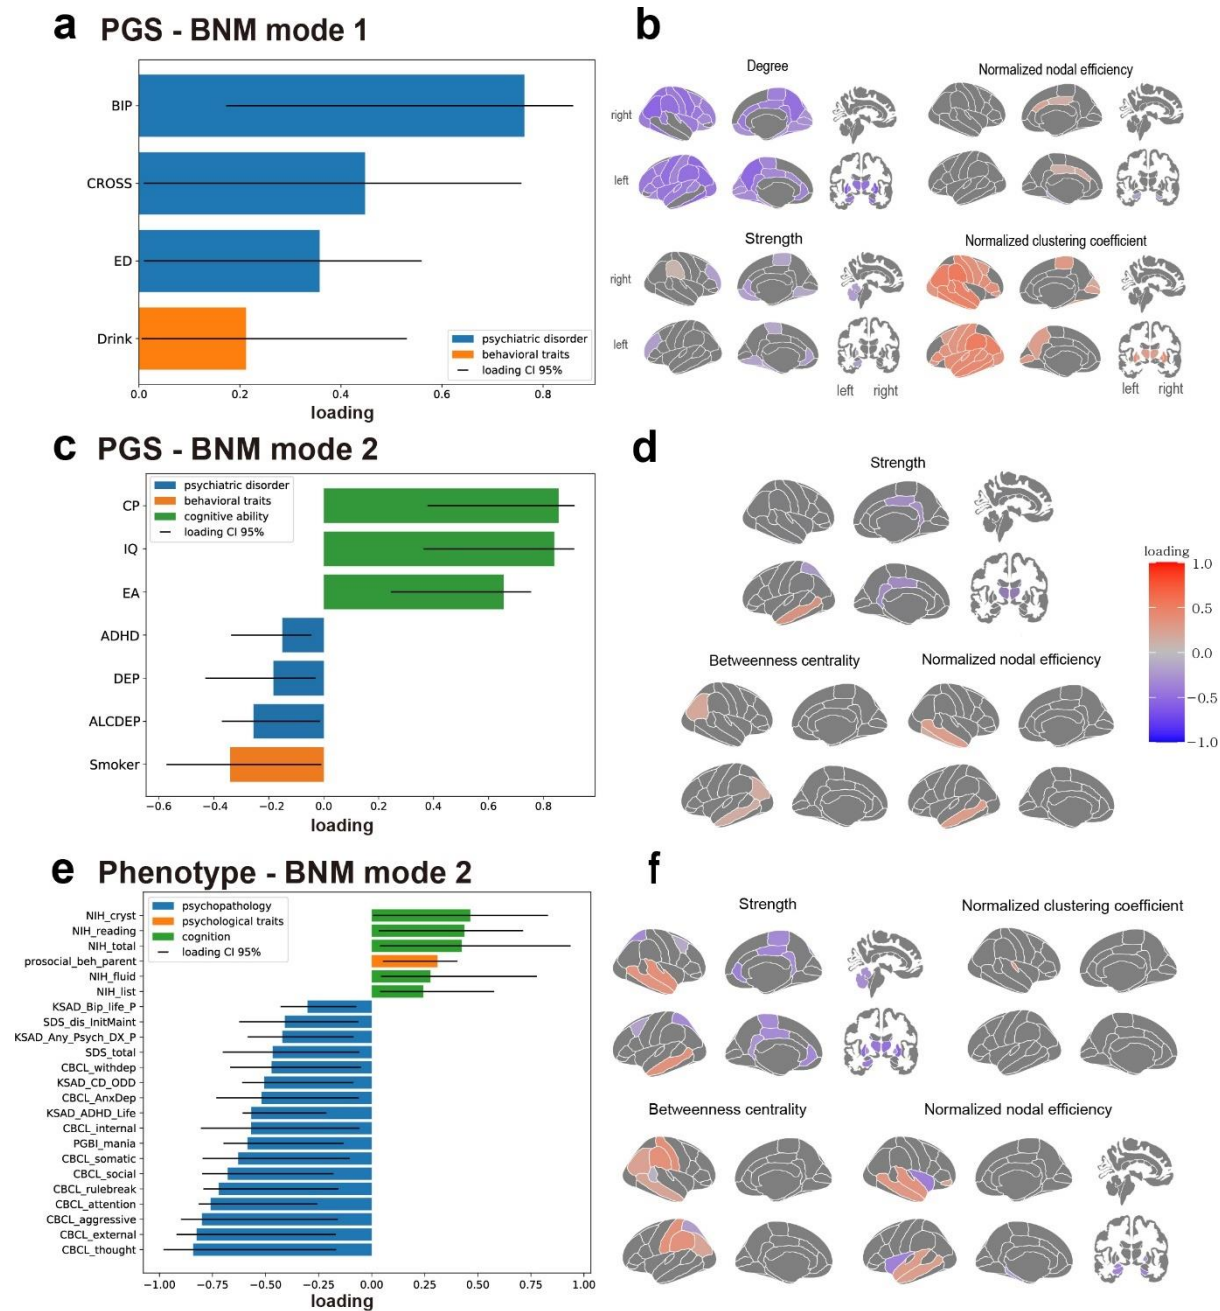 a PGS - BNM mode 1
BIP
CROSS
ED
Drink
psychiatric disorder
behavioral traits
loading CI 95%
0.0 0.2 0.4 0.6 0.8
loading
b
Degree
Normalized nodal efficiency
right
left
Strength
Normalized clustering coefficient
right
left
left right
left right
c PGS - BNM mode 2
psychiatric disorder
behavioral traits
cognitive ability
loading CI 95%
CP
IQ
EA
ADHD
DEP
ALCDEP
Smoker
−0.6 −0.4 −0.2 0.0 0.2 0.4 0.6 0.8
loading
d
Strength
Betweenness centrality
Normalized nodal efficiency
loading
1.0
0.5
0.0
−0.5
−1.0
e Phenotype - BNM mode 2
psychopathology
psychological traits
cognition
loading CI 95%
NIH_cryst
NIH_reading
NIH_total
prosocial_beh_parent
NIH_fluid
NIH_list
KSAD_Bip_life_P
SDS_dis_InitMaint
KSAD_Any_Psych_DX_P
SDS_total
CBCL_withdep
KSAD_CD_ODD
CBCL_AnxDep
KSAD_ADHD_Life
CBCL_internal
PGBI_mania
CBCL_somatic
CBCL_social
CBCL_rulebreak
CBCL_attention
CBCL_aggressive
CBCL_external
CBCL_thought
−1.00 −0.75 −0.50 −0.25 0.00 0.25 0.50 0.75 1.00
loading
f
Strength
Normalized clustering coefficient
Betweenness centrality
Normalized nodal efficiency